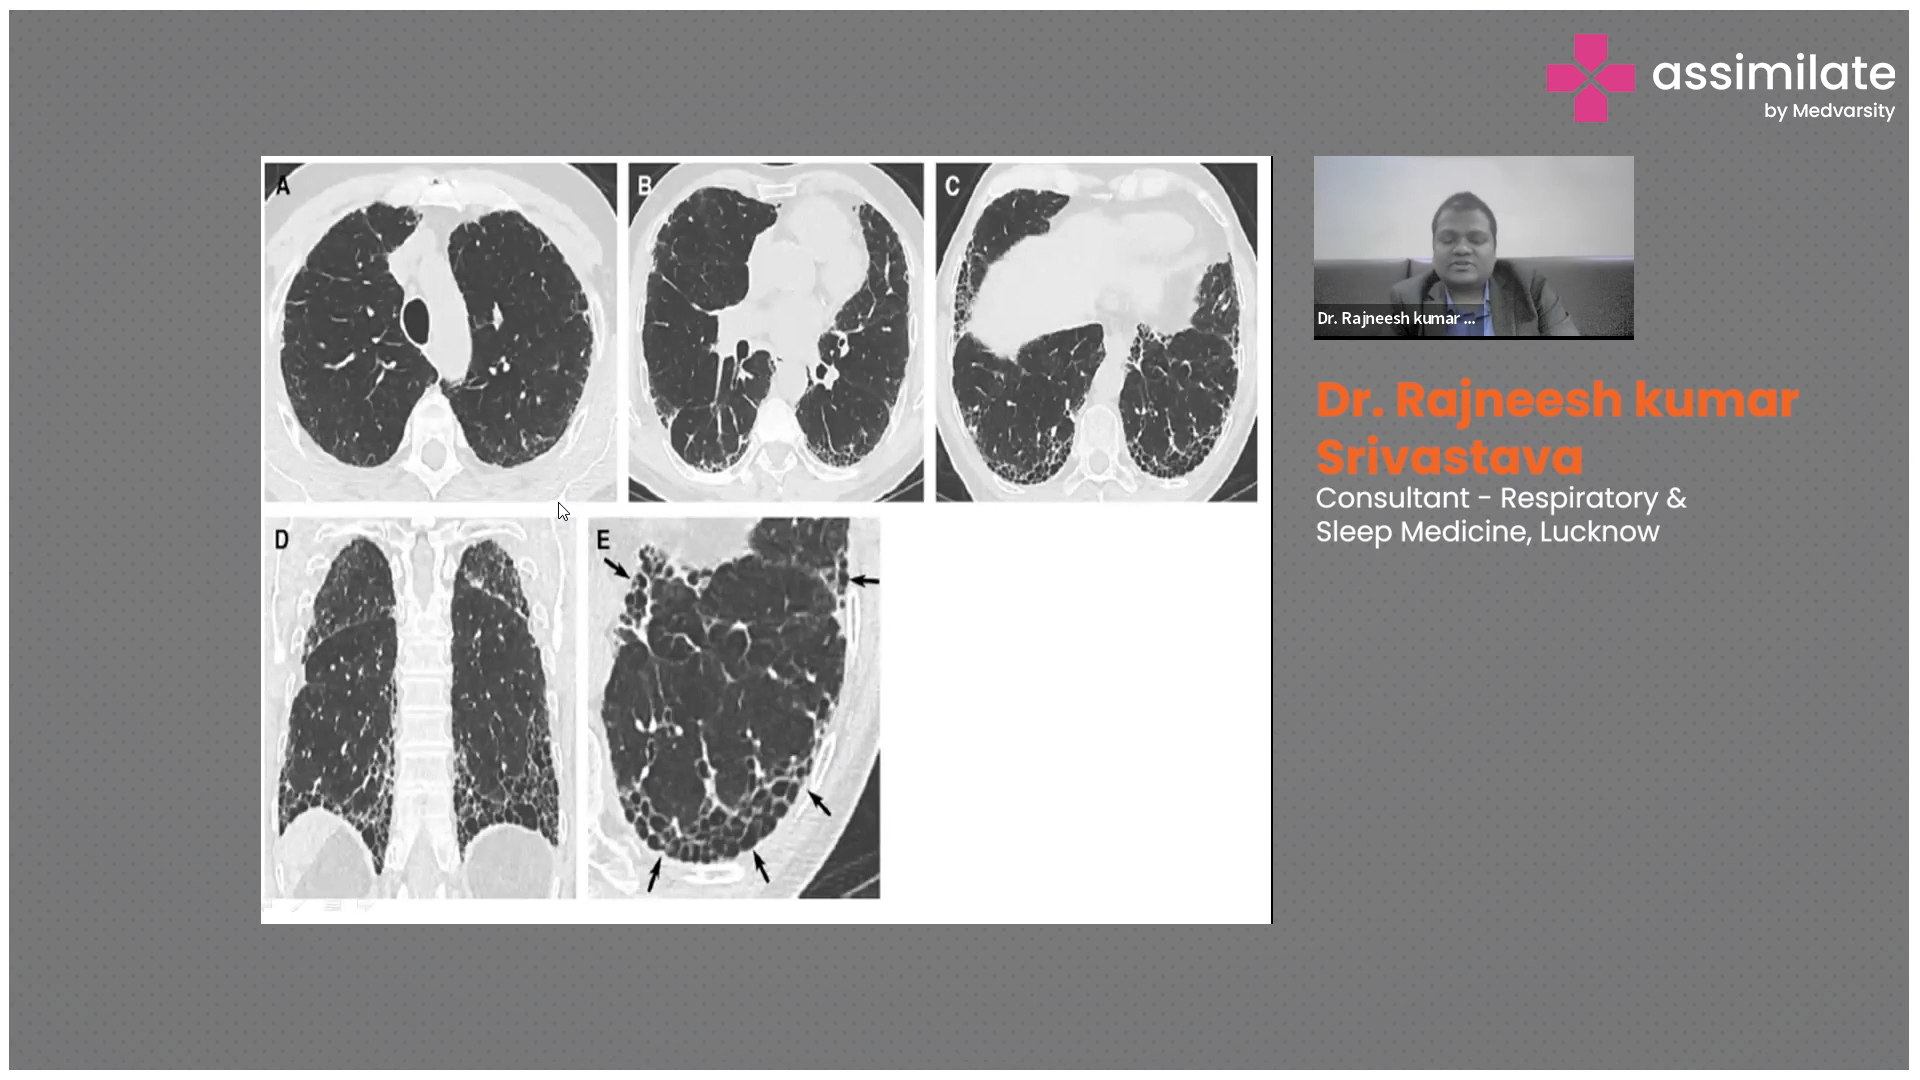 assimilate
by Medvarsity
A
B
C
D
E
Dr. Rajneesh kumar ...
Dr. Rajneesh kumar
Srivastava
Consultant - Respiratory &
Sleep Medicine, Lucknow